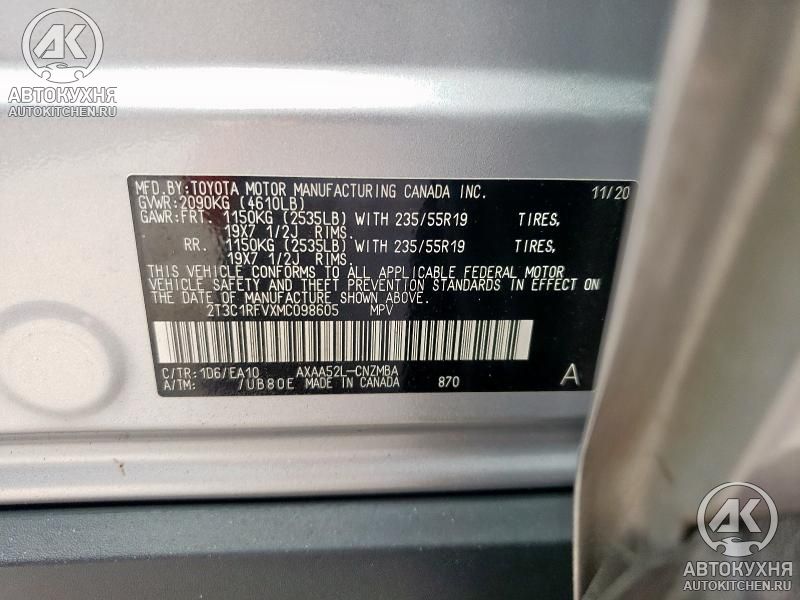 АК
АВТОКУХНЯ
AUTOKITCHEN.RU
MFD.BY:TOYOTA MOTOR MANUFACTURING CANADA INC. 11/20
GVWR:2090KG (4610LB)
GAWR:FRT. 1150KG (2535LB) WITH 235/55R19 TIRES,
19X7 1/2J RIMS.
RR. 1150KG (2535LB) WITH 235/55R19 TIRES,
19X7 1/2J RIMS.
THIS VEHICLE CONFORMS TO ALL APPLICABLE FEDERAL MOTOR
VEHICLE SAFETY AND THEFT PREVENTION STANDARDS IN EFFECT ON
THE DATE OF MANUFACTURE SHOWN ABOVE.
2T3C1RFVXMC098605 MPV
C/TR:1D6/EA10 AXAA52L-CNZMBA A
A/TM: /UB80E MADE IN CANADA 870
АК
АВТОКУХНЯ
AUTOKITCHEN.RU